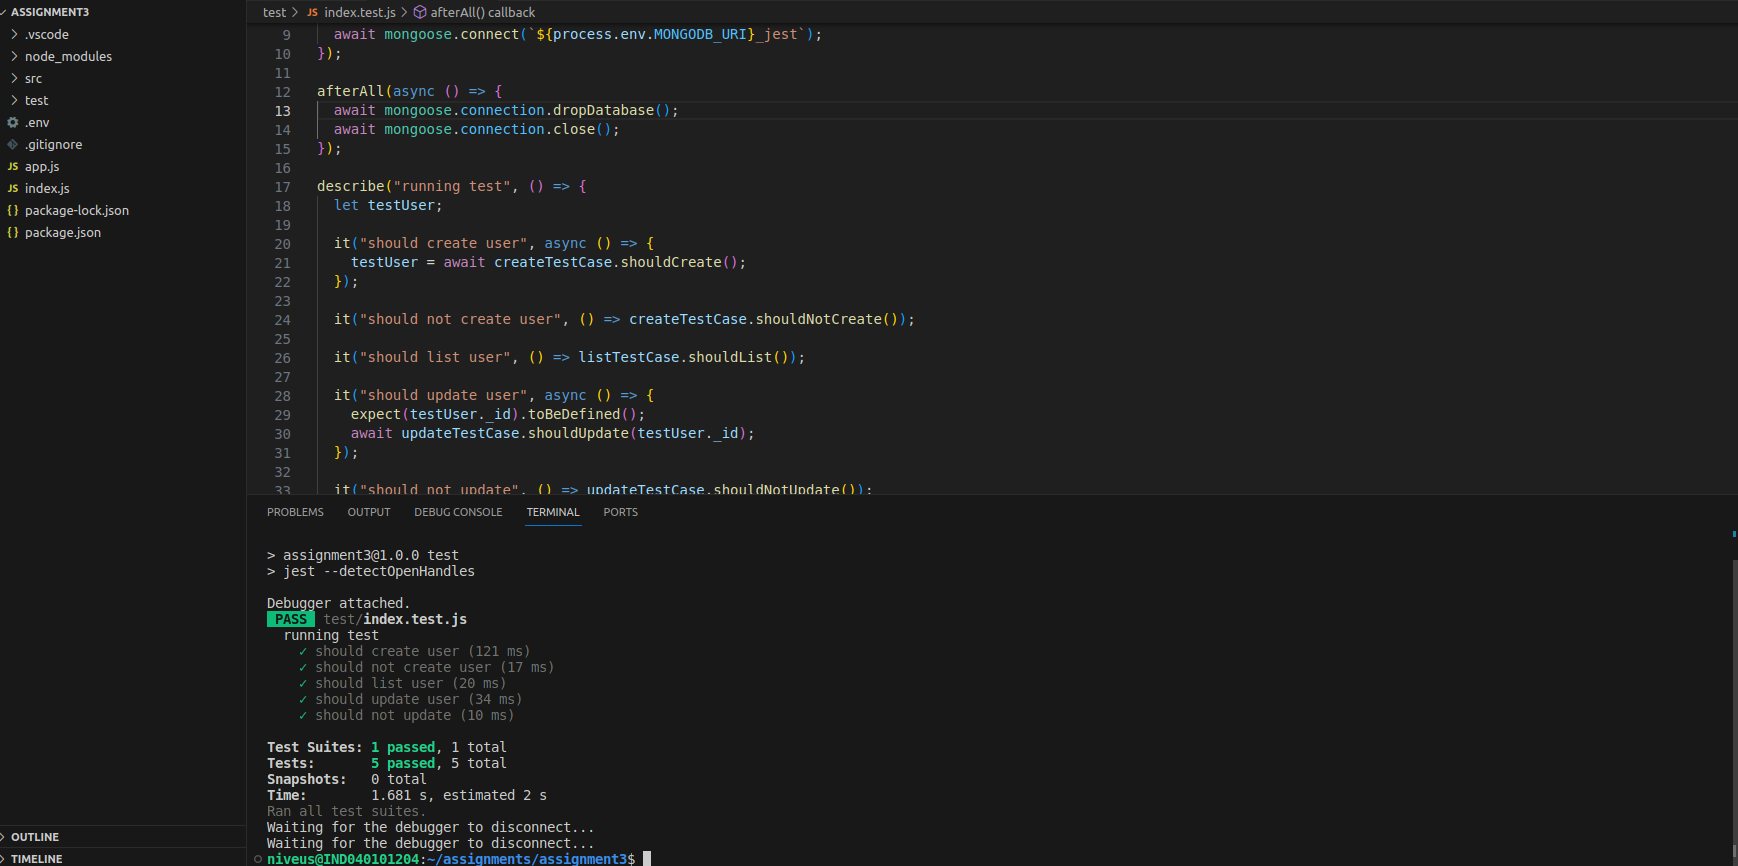 ASSIGNMENT3
.vscode
node_modules
src
test
.env
.gitignore
JS app.js
JS index.js
{} package-lock.json
{} package.json
OUTLINE
TIMELINE
test > JS index.test.js > afterAll() callback
9 await mongoose.connect(`${process.env.MONGODB_URI}_jest`);
10 });
11
12 afterAll(async () => {
13 await mongoose.connection.dropDatabase();
14 await mongoose.connection.close();
15 });
16
17 describe("running test", () => {
18 let testUser;
19
20 it("should create user", async () => {
21 testUser = await createTestCase.shouldCreate();
22 });
23
24 it("should not create user", () => createTestCase.shouldNotCreate());
25
26 it("should list user", () => listTestCase.shouldList());
27
28 it("should update user", async () => {
29 expect(testUser._id).toBeDefined();
30 await updateTestCase.shouldUpdate(testUser._id);
31 });
32
33 it("should not update", () => updateTestCase.shouldNotUpdate());
PROBLEMS OUTPUT DEBUG CONSOLE TERMINAL PORTS
> assignment3@1.0.0 test
> jest --detectOpenHandles
Debugger attached.
PASS test/index.test.js
running test
✓ should create user (121 ms)
✓ should not create user (17 ms)
✓ should list user (20 ms)
✓ should update user (34 ms)
✓ should not update (10 ms)
Test Suites: 1 passed, 1 total
Tests: 5 passed, 5 total
Snapshots: 0 total
Time: 1.681 s, estimated 2 s
Ran all test suites.
Waiting for the debugger to disconnect...
Waiting for the debugger to disconnect...
niveus@IND040101204:~/assignments/assignment3$